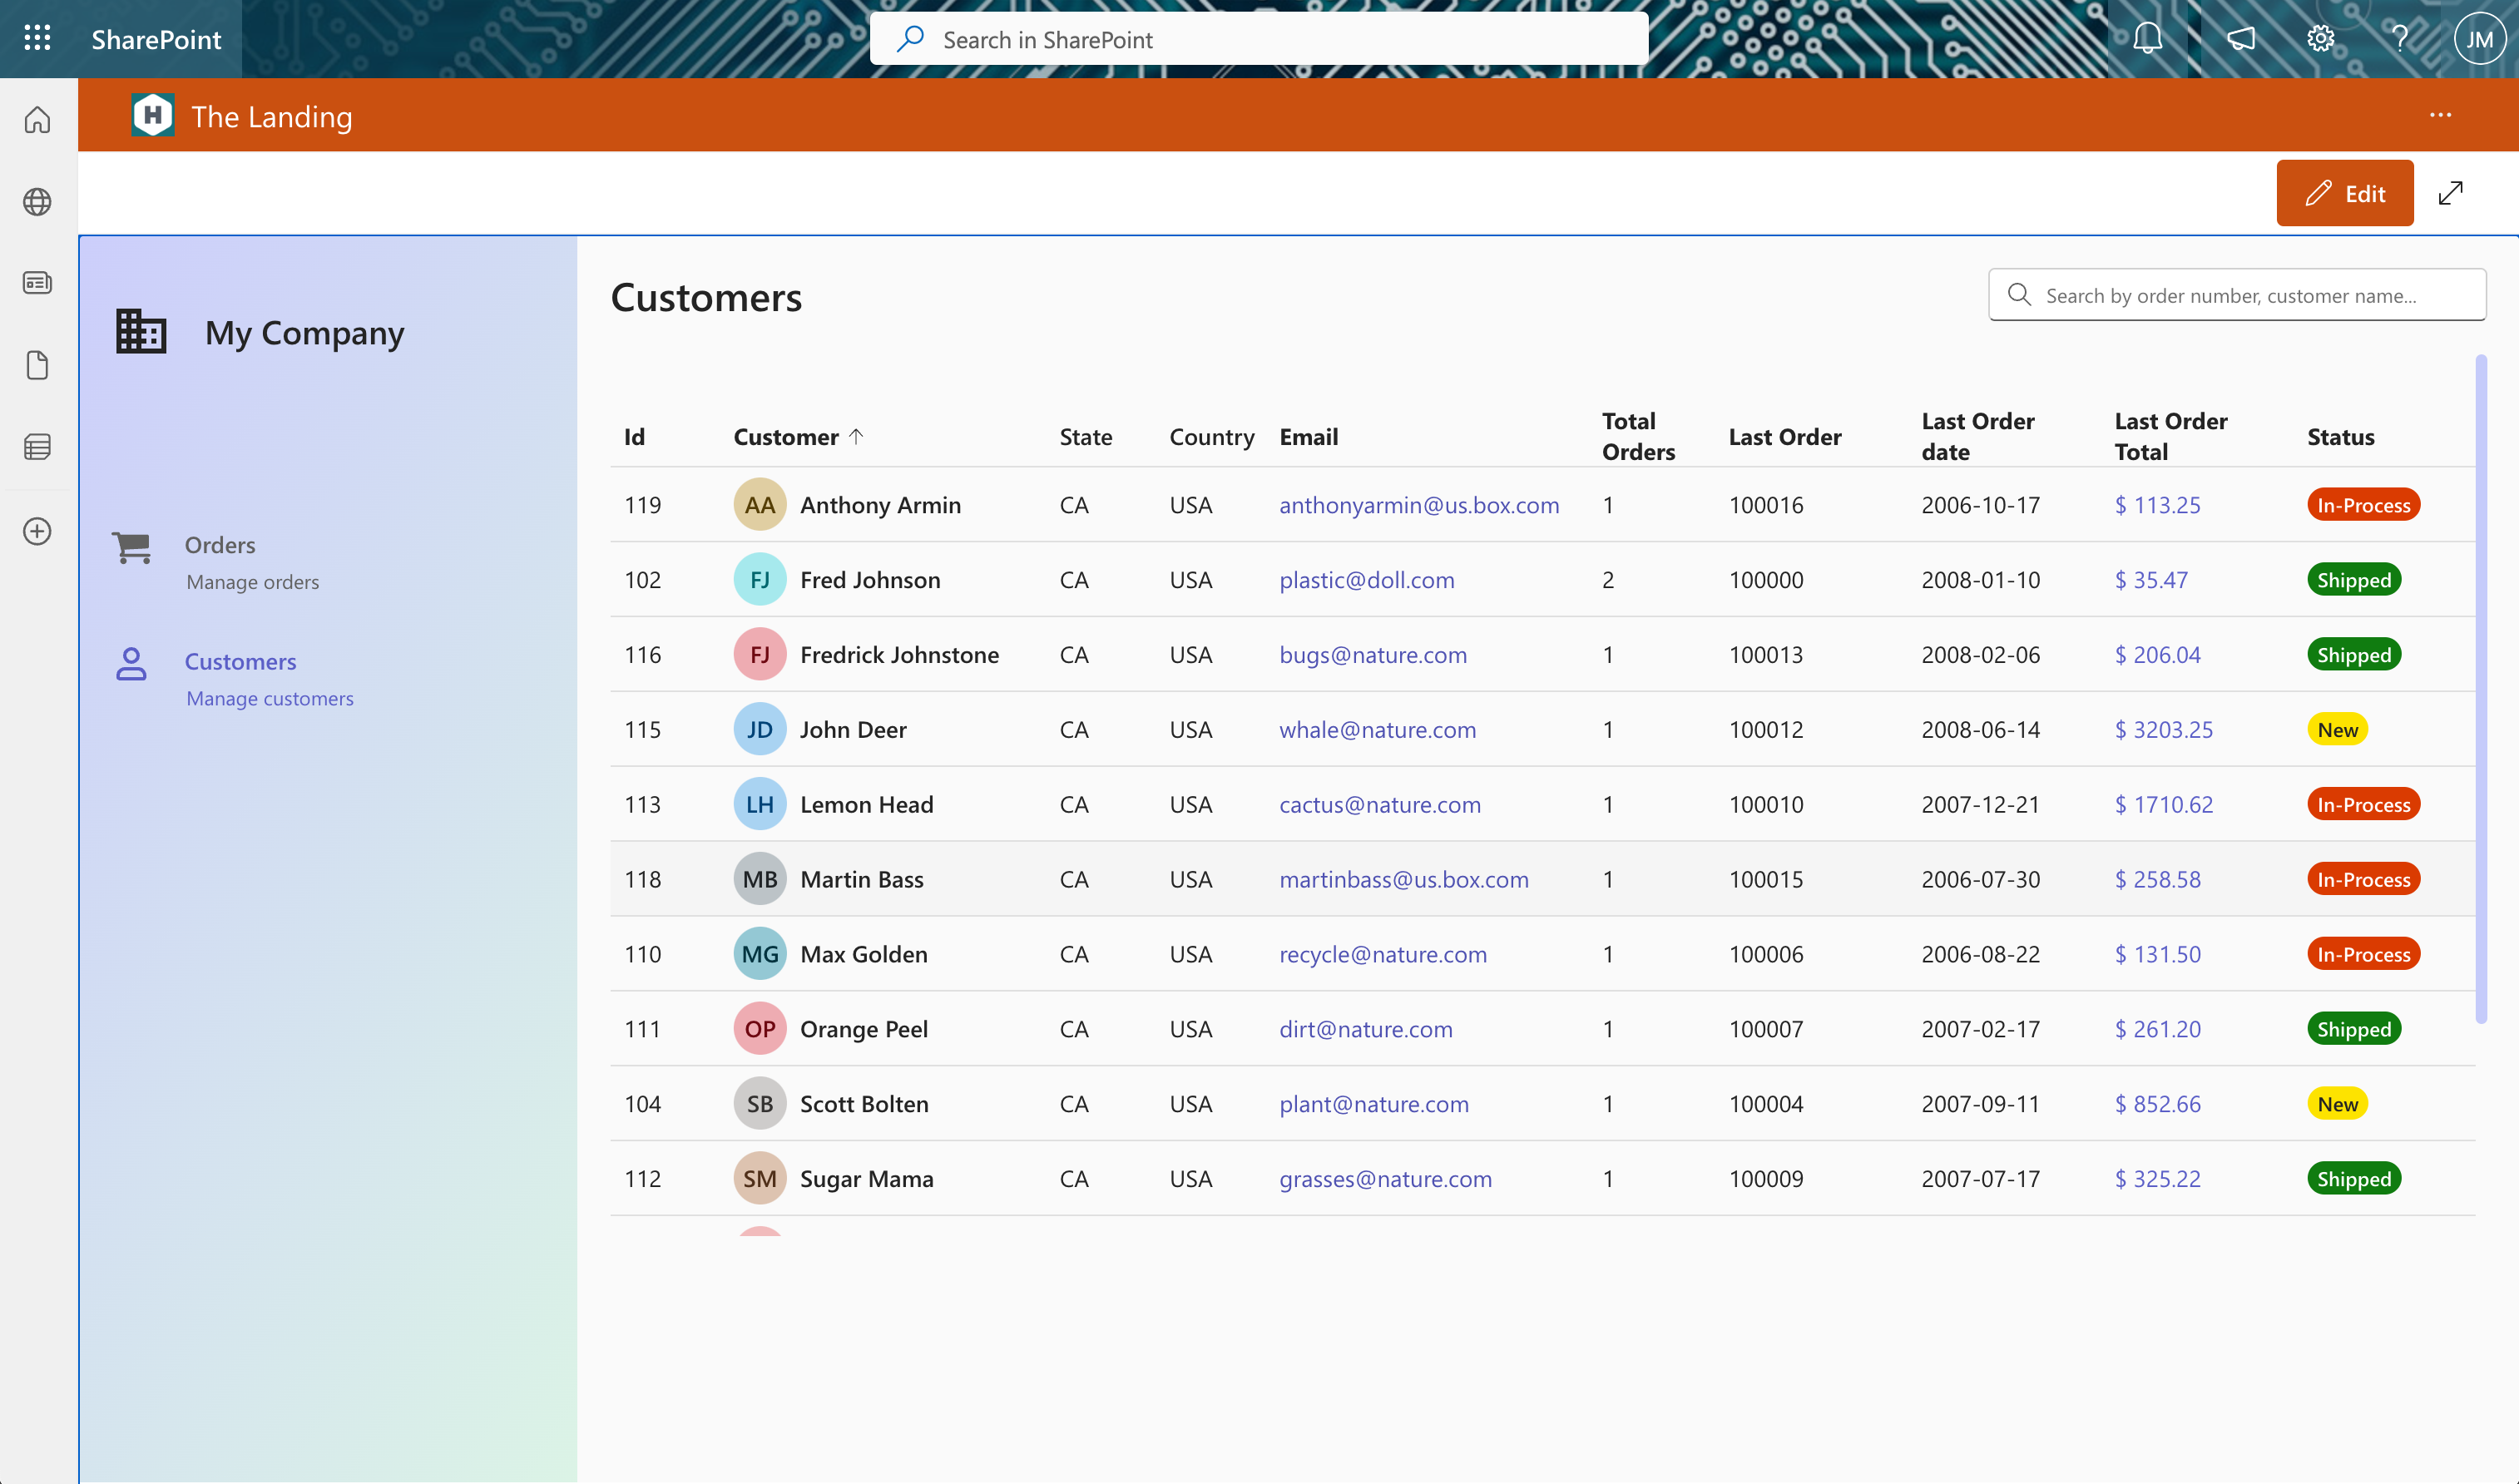 SharePoint
Search in SharePoint
JM
H
The Landing
...
Edit
My Company
Orders
Manage orders
Customers
Manage customers
Customers
Search by order number, customer name...
Id Customer ↑ State Country Email Total Orders Last Order Last Order date Last Order Total Status
119 AA Anthony Armin CA USA anthonyarmin@us.box.com 1 100016 2006-10-17 $ 113.25 In-Process
102 FJ Fred Johnson CA USA plastic@doll.com 2 100000 2008-01-10 $ 35.47 Shipped
116 FJ Fredrick Johnstone CA USA bugs@nature.com 1 100013 2008-02-06 $ 206.04 Shipped
115 JD John Deer CA USA whale@nature.com 1 100012 2008-06-14 $ 3203.25 New
113 LH Lemon Head CA USA cactus@nature.com 1 100010 2007-12-21 $ 1710.62 In-Process
118 MB Martin Bass CA USA martinbass@us.box.com 1 100015 2006-07-30 $ 258.58 In-Process
110 MG Max Golden CA USA recycle@nature.com 1 100006 2006-08-22 $ 131.50 In-Process
111 OP Orange Peel CA USA dirt@nature.com 1 100007 2007-02-17 $ 261.20 Shipped
104 SB Scott Bolten CA USA plant@nature.com 1 100004 2007-09-11 $ 852.66 New
112 SM Sugar Mama CA USA grasses@nature.com 1 100009 2007-07-17 $ 325.22 Shipped